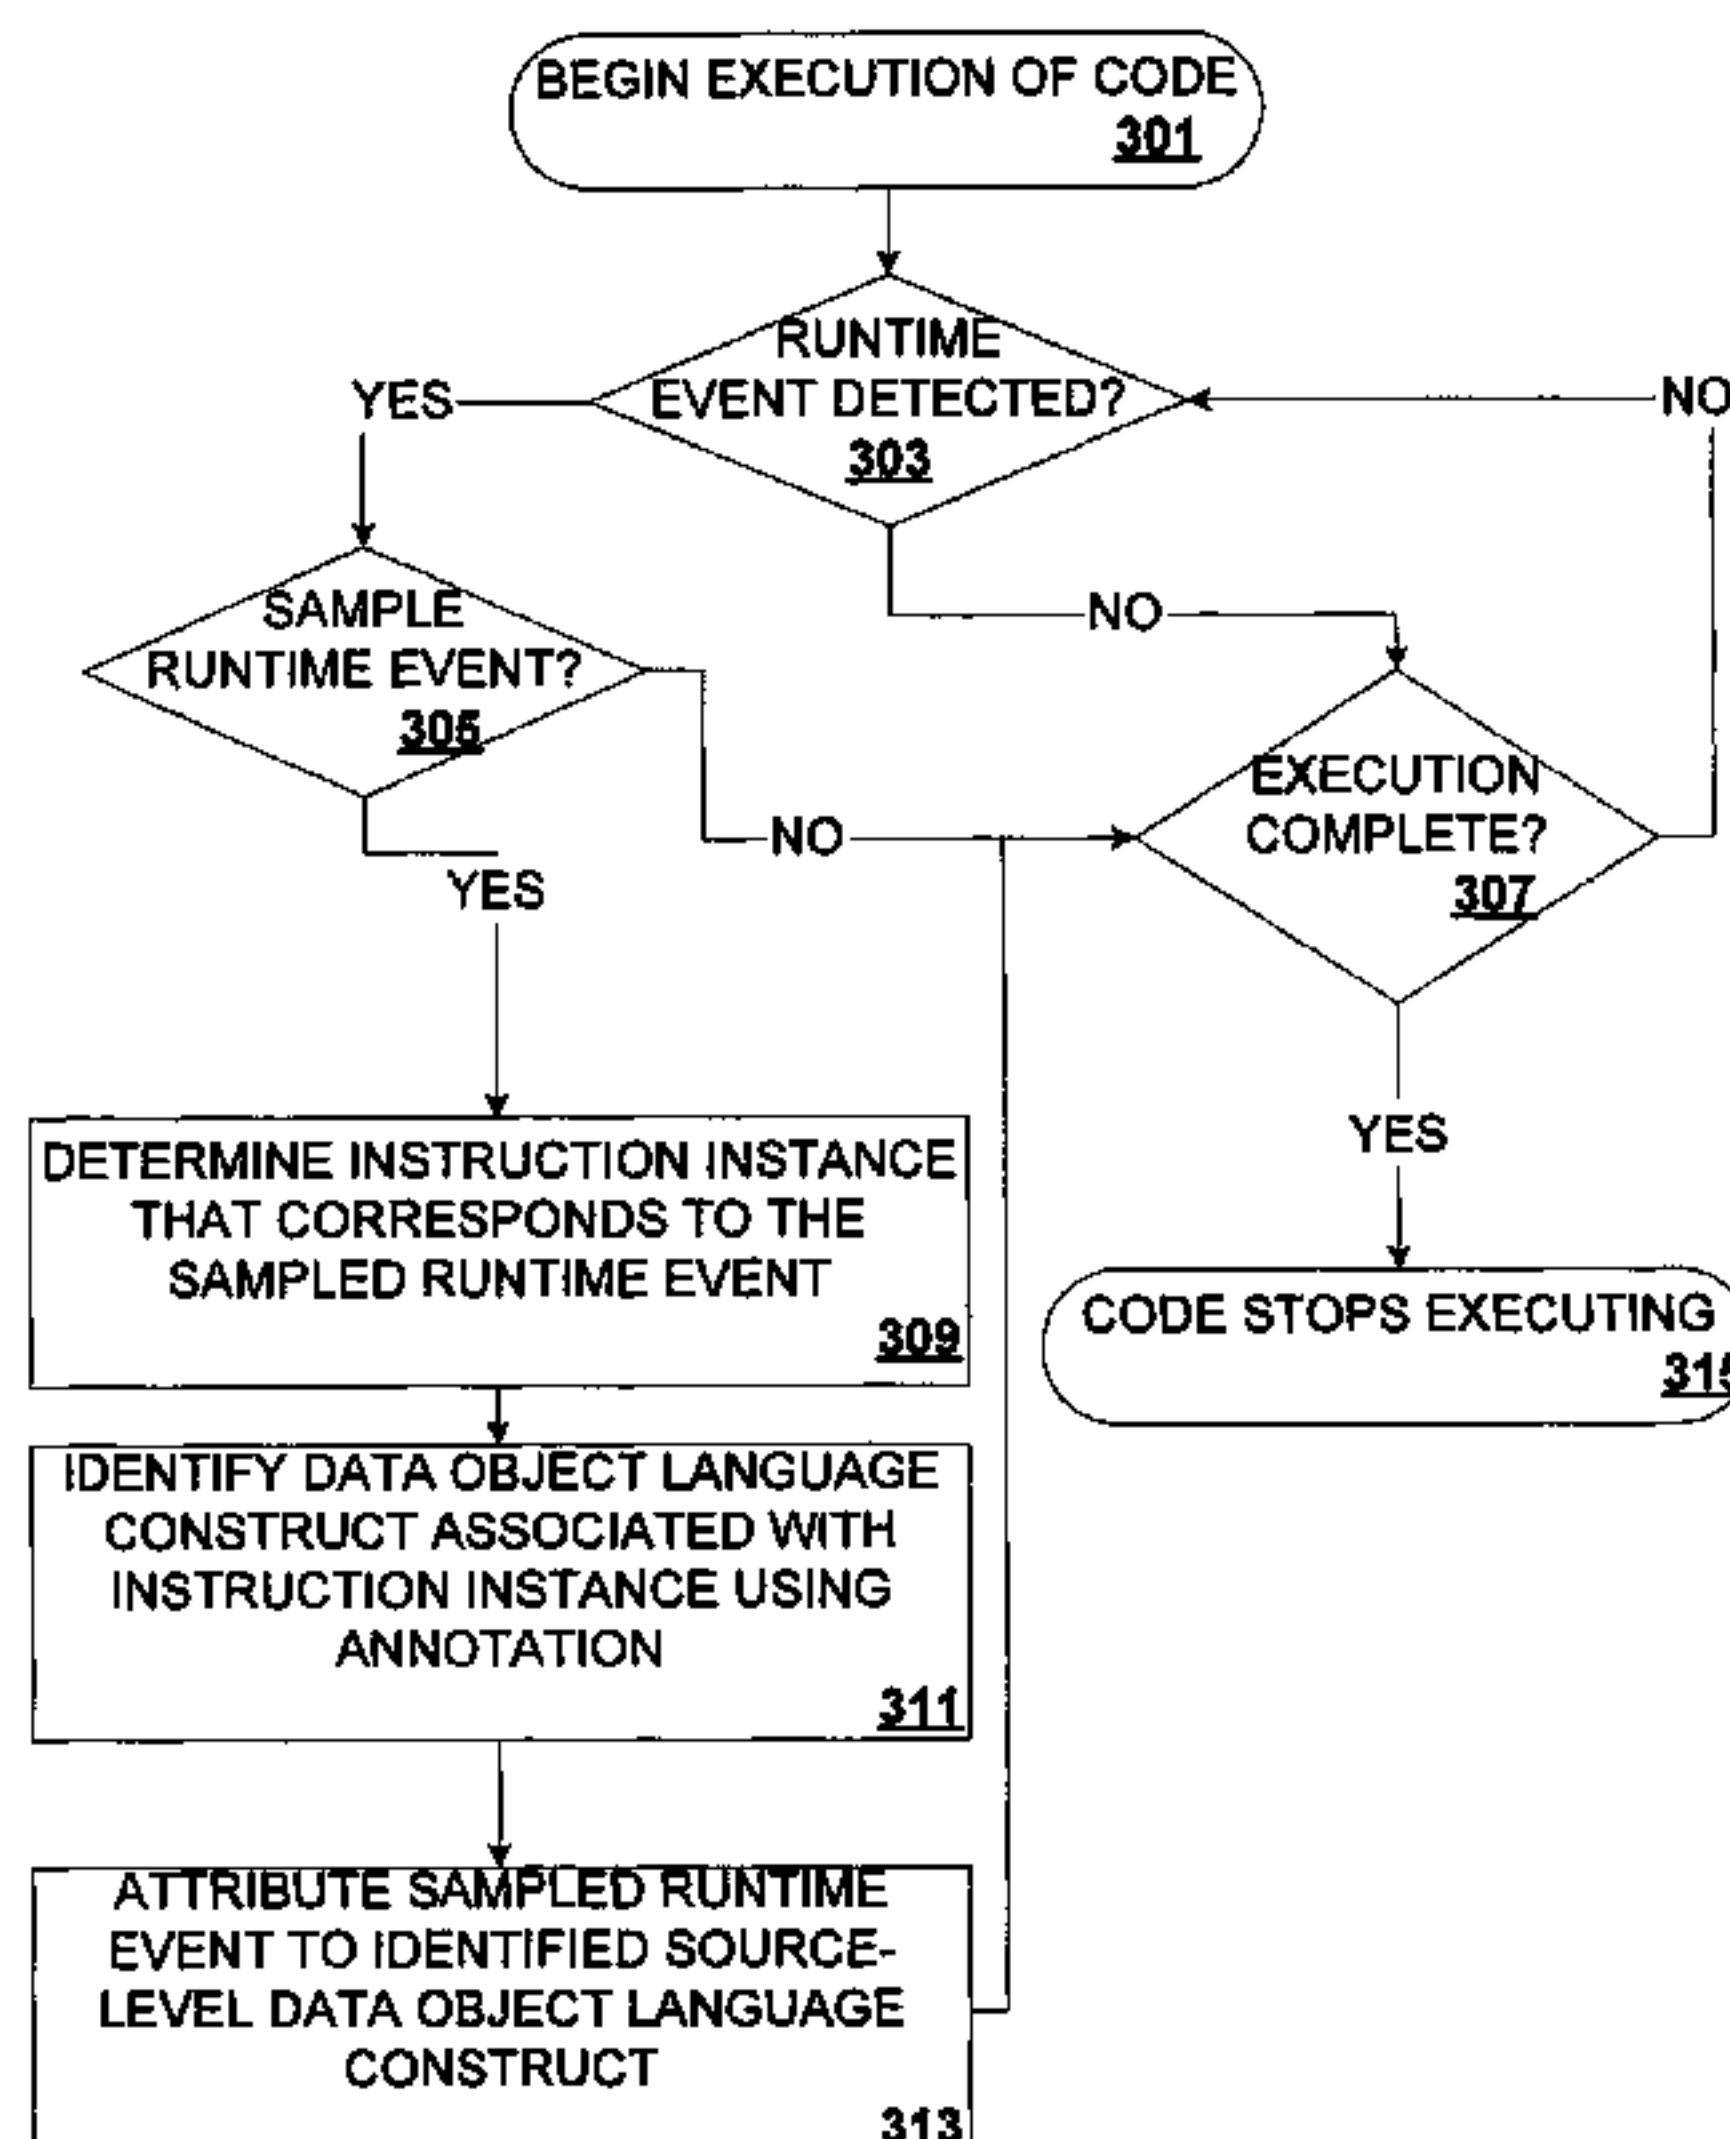 BEGIN EXECUTION OF CODE
301
RUNTIME
EVENT DETECTED?
303
YES
NO
SAMPLE
RUNTIME EVENT?
305
NO
EXECUTION
COMPLETE?
307
NO
YES
YES
DETERMINE INSTRUCTION INSTANCE
THAT CORRESPONDS TO THE
SAMPLED RUNTIME EVENT
309
CODE STOPS EXECUTING
315
IDENTIFY DATA OBJECT LANGUAGE
CONSTRUCT ASSOCIATED WITH
INSTRUCTION INSTANCE USING
ANNOTATION
311
ATTRIBUTE SAMPLED RUNTIME
EVENT TO IDENTIFIED SOURCE-
LEVEL DATA OBJECT LANGUAGE
CONSTRUCT
313